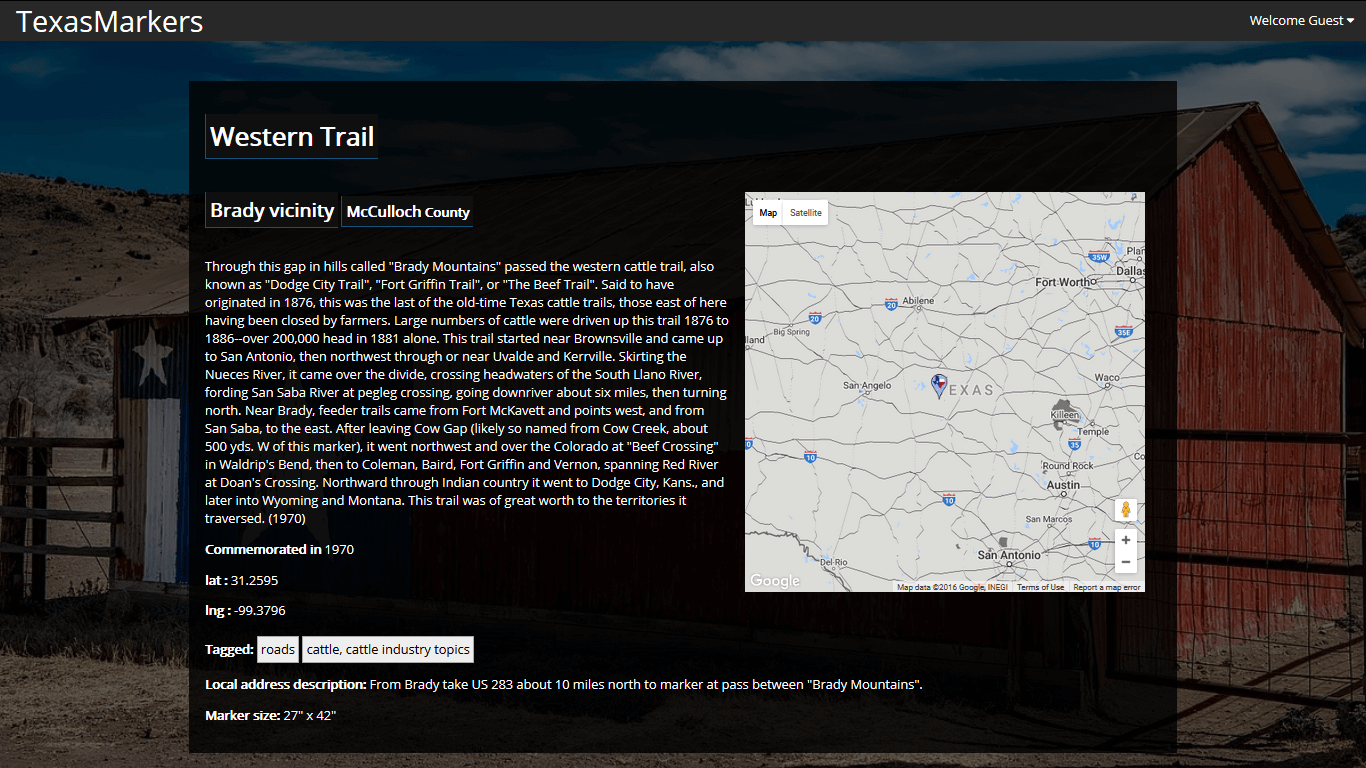 TexasMarkers
Welcome Guest
Western Trail
Brady vicinity
McCulloch County
Through this gap in hills called "Brady Mountains" passed the western cattle trail, also
known as "Dodge City Trail", "Fort Griffin Trail", or "The Beef Trail". Said to have
originated in 1876, this was the last of the old-time Texas cattle trails, those east of here
having been closed by farmers. Large numbers of cattle were driven up this trail 1876 to
1886--over 200,000 head in 1881 alone. This trail started near Brownsville and came up
to San Antonio, then northwest through or near Uvalde and Kerrville. Skirting the
Nueces River, it came over the divide, crossing headwaters of the South Llano River,
fording San Saba River at pegleg crossing, going downriver about six miles, then turning
north. Near Brady, feeder trails came from Fort McKavett and points west, and from
San Saba, to the east. After leaving Cow Gap (likely so named from Cow Creek, about
500 yds. W of this marker), it went northwest and over the Colorado at "Beef Crossing"
in Waldrip's Bend, then to Coleman, Baird, Fort Griffin and Vernon, spanning Red River
at Doan's Crossing. Northward through Indian country it went to Dodge City, Kans., and
later into Wyoming and Montana. This trail was of great worth to the territories it
traversed. (1970)
Commemorated in 1970
lat : 31.2595
lng : -99.3796
Tagged: roads cattle, cattle industry topics
Local address description: From Brady take US 283 about 10 miles north to marker at pass between "Brady Mountains".
Marker size: 27" x 42"
Map Satellite
35W
Plan
Dallas
Fort Worth
Abilene
20
20
Big Spring
35E
land
San Angelo
TEXAS
Waco
Killeen
Temple
35
10
Co
Round Rock
Austin
10
San Marcos
10
San Antonio
Del Rio
+
−
Google
Map data ©2016 Google, INEGI
Terms of Use
Report a map error